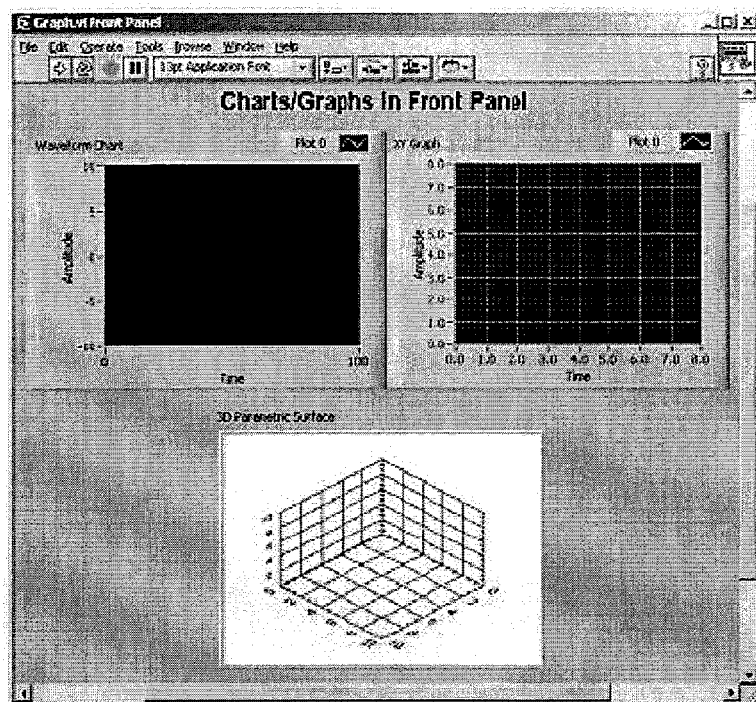 Graph.vi Front Panel
File Edit Operate Tools Browse Window Help
13pt Application Font
Charts/Graphs in Front Panel
Waveform Chart
Plot 0
Amplitude
10
5
0
-5
-10
0
100
Time
XY Graph
Plot 0
Amplitude
8.0
7.0
6.0
5.0
4.0
3.0
2.0
1.0
0.0
0.0 1.0 2.0 3.0 4.0 5.0 6.0 7.0 8.0
Time
3D Parametric Surface